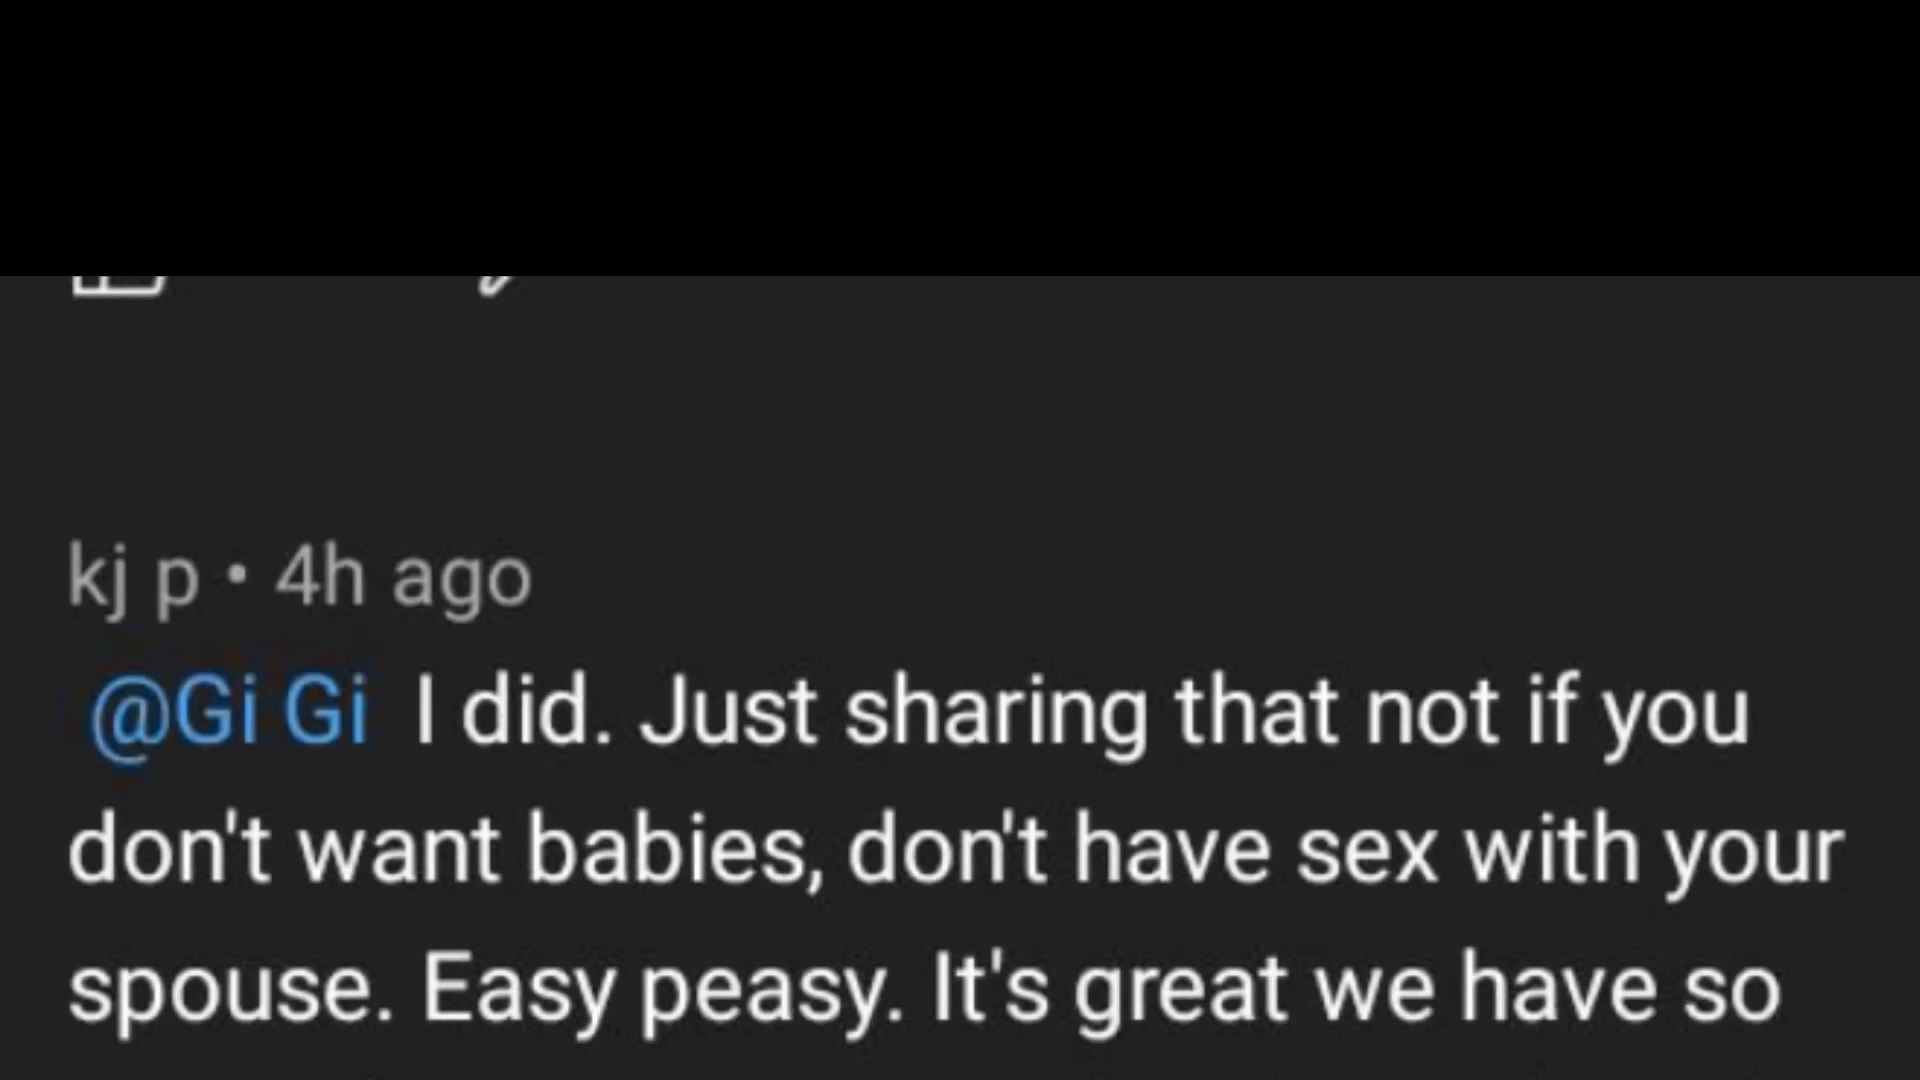 kj p • 4h ago
@Gi Gi I did. Just sharing that not if you
don't want babies, don't have sex with your
spouse. Easy peasy. It's great we have so